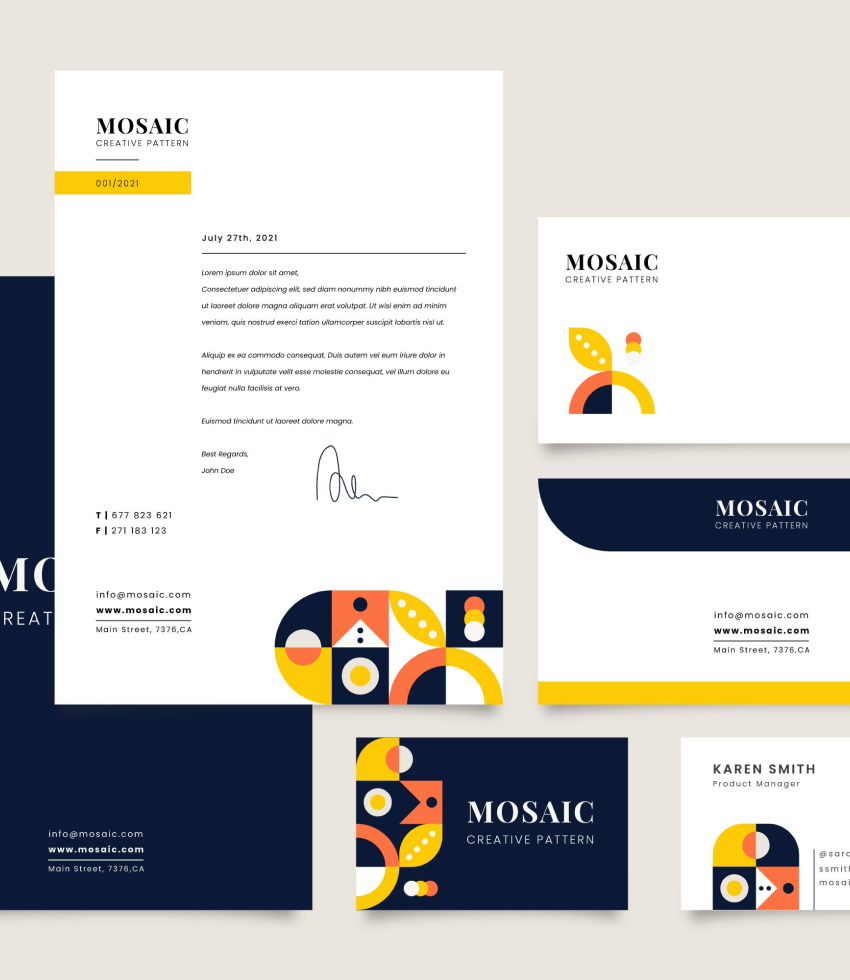 MOSAIC
CREATIVE PATTERN
001/2021
July 27th, 2021
Lorem ipsum dolor sit amet,
Consectetuer adipiscing elit, sed diam nonummy nibh euismod tincidunt
ut laoreet dolore magna aliquam erat volutpat. Ut wisi enim ad minim
veniam, quis nostrud exerci tation ullamcorper suscipit lobortis nisl ut.
Aliquip ex ea commodo consequat. Duis autem vel eum iriure dolor in
hendrerit in vulputate velit esse molestie consequat, vel illum dolore eu
feugiat nulla facilisis at vero.
Euismod tincidunt ut laoreet dolore magna.
Best Regards,
John Doe
T | 677 823 621
F | 271 183 123
info@mosaic.com
www.mosaic.com
Main Street, 7376,CA
MOSAIC
CREATIVE PATTERN
MOSAIC
CREATIVE PATTERN
info@mosaic.com
www.mosaic.com
Main Street, 7376,CA
MO
REAT
info@mosaic.com
www.mosaic.com
Main Street, 7376,CA
MOSAIC
CREATIVE PATTERN
KAREN SMITH
Product Manager
ssmith
mosai